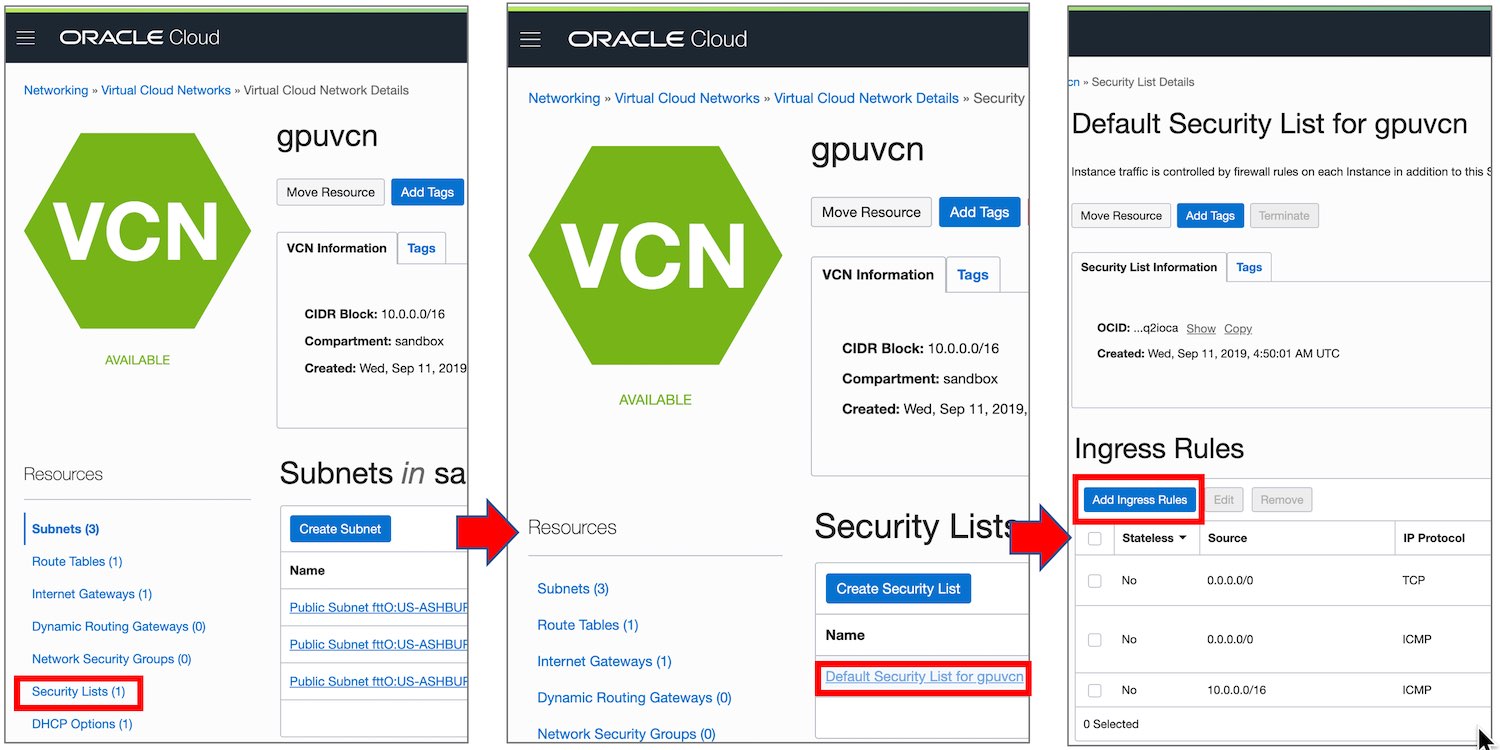 ORACLE Cloud
Networking » Virtual Cloud Networks » Virtual Cloud Network Details
VCN
AVAILABLE
gpuvcn
Move Resource Add Tags
VCN Information Tags
CIDR Block: 10.0.0.0/16
Compartment: sandbox
Created: Wed, Sep 11, 2019
Resources
Subnets (3)
Route Tables (1)
Internet Gateways (1)
Dynamic Routing Gateways (0)
Network Security Groups (0)
Security Lists (1)
DHCP Options (1)
Subnets in sa
Create Subnet
Name
Public Subnet fttO:US-ASHBUR
Public Subnet fttO:US-ASHBUR
Public Subnet fttO:US-ASHBUR
ORACLE Cloud
Networking » Virtual Cloud Networks » Virtual Cloud Network Details » Security
VCN
AVAILABLE
gpuvcn
Move Resource Add Tags
VCN Information Tags
CIDR Block: 10.0.0.0/16
Compartment: sandbox
Created: Wed, Sep 11, 2019,
Resources
Subnets (3)
Route Tables (1)
Internet Gateways (1)
Dynamic Routing Gateways (0)
Network Security Groups (0)
Security Lists
Create Security List
Name
Default Security List for gpuvcn
cn » Security List Details
Default Security List for gpuvcn
Instance traffic is controlled by firewall rules on each Instance in addition to this S
Move Resource Add Tags Terminate
Security List Information Tags
OCID: ...q2ioca Show Copy
Created: Wed, Sep 11, 2019, 4:50:01 AM UTC
Ingress Rules
Add Ingress Rules Edit Remove
Stateless Source IP Protocol
No 0.0.0.0/0 TCP
No 0.0.0.0/0 ICMP
No 10.0.0.0/16 ICMP
0 Selected